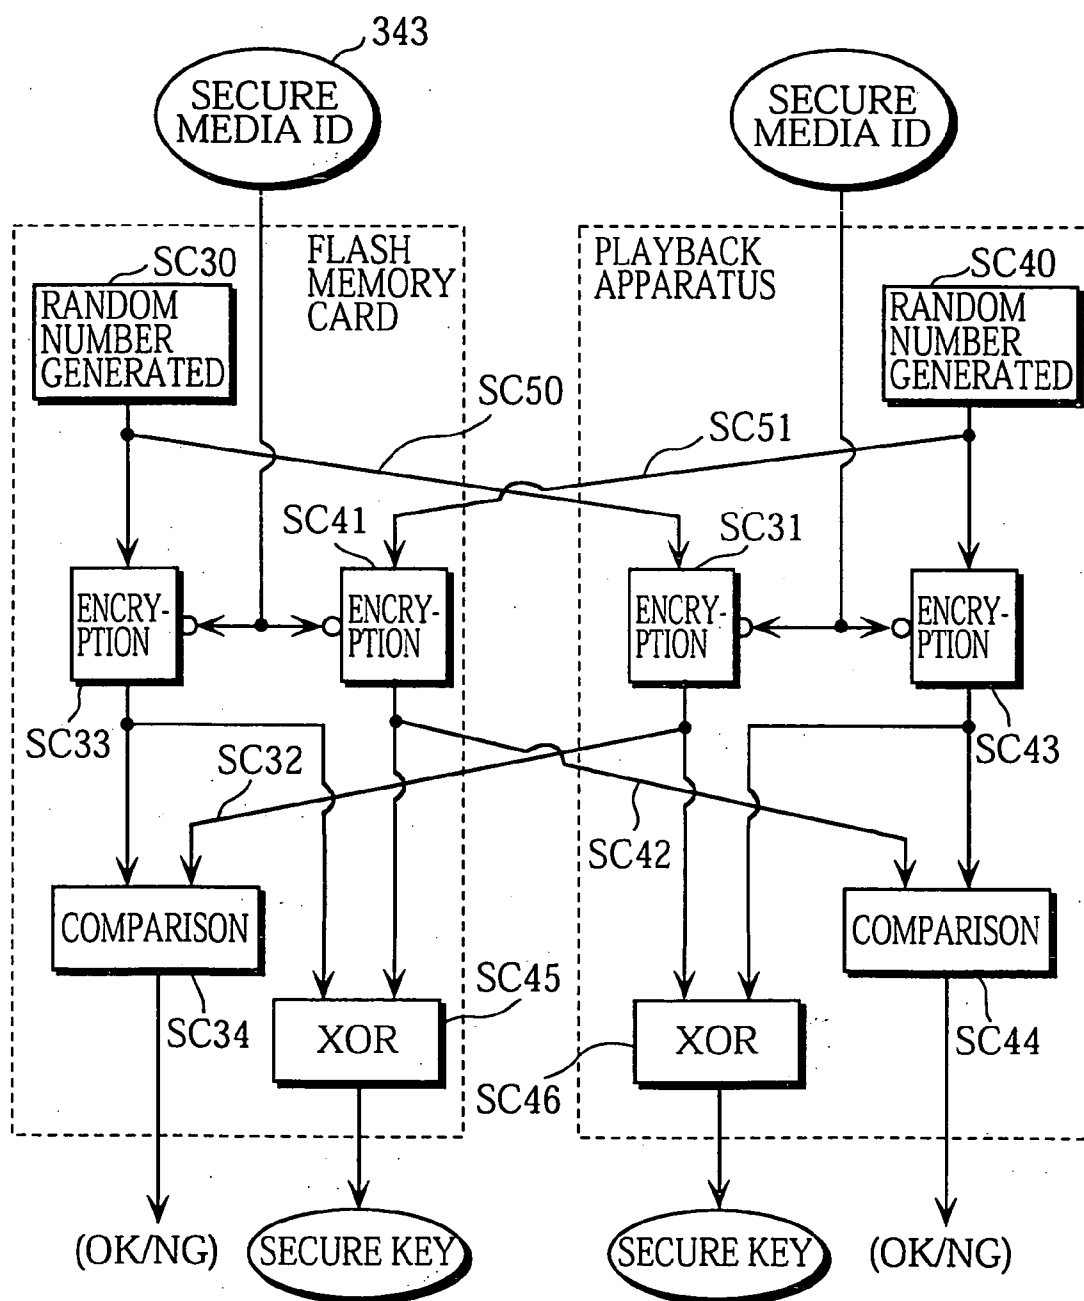 343
SECURE
MEDIA ID
SECURE
MEDIA ID
FLASH
MEMORY
CARD
PLAYBACK
APPARATUS
SC30
RANDOM
NUMBER
GENERATED
SC40
RANDOM
NUMBER
GENERATED
SC50
SC51
SC41
SC31
ENCRY-
PTION
ENCRY-
PTION
ENCRY-
PTION
ENCRY-
PTION
SC33
SC43
SC32
SC42
COMPARISON
COMPARISON
SC34
SC45
XOR
XOR
SC44
SC46
(OK/NG)
SECURE KEY
SECURE KEY
(OK/NG)